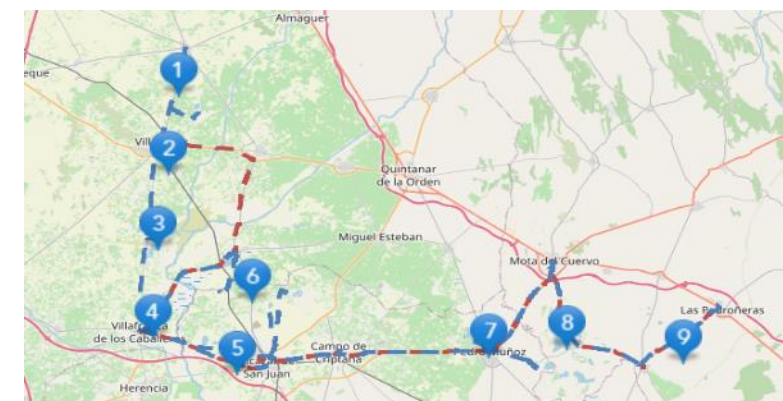 Almaguer
1
2
Quintanar
de la Orden
3
Miguel Esteban
6
Mota del Cuervo
4
Villafranca
de los Caballe
5
San Juan
Campo de
Criptana
7
Pedro Muñoz
8
9
Las Pedroñeras
Herencia